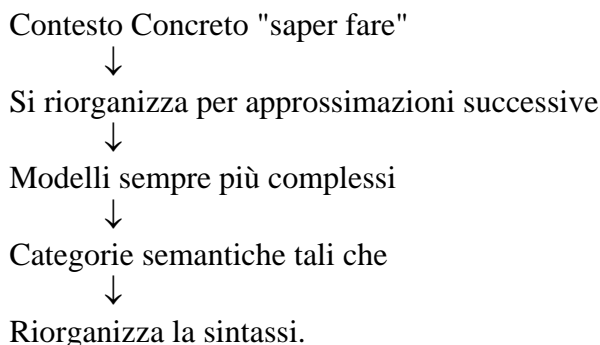 Contesto Concreto "saper fare"
↓
Si riorganizza per approssimazioni successive
↓
Modelli sempre più complessi
↓
Categorie semantiche tali che
↓
Riorganizza la sintassi.